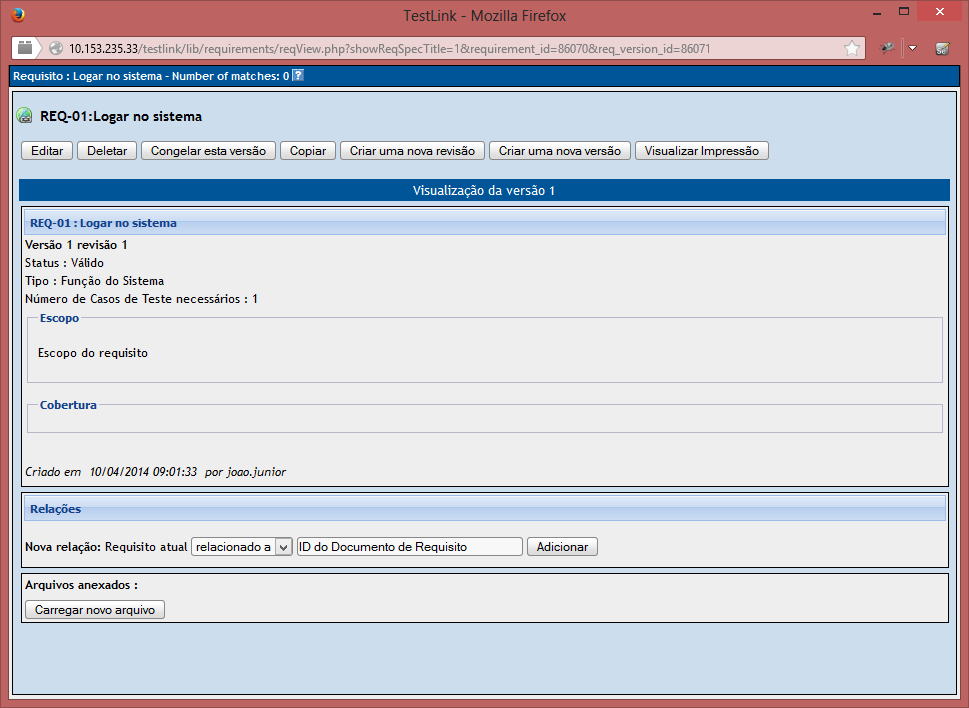 TestLink - Mozilla Firefox
10.153.235.33/testlink/lib/requirements/reqView.php?showReqSpecTitle=1&requirement_id=86070&req_version_id=86071
Requisito : Logar no sistema - Number of matches: 0 ?
REQ-01:Logar no sistema
Editar Deletar Congelar esta versão Copiar Criar uma nova revisão Criar uma nova versão Visualizar Impressão
Visualização da versão 1
REQ-01 : Logar no sistema
Versão 1 revisão 1
Status : Válido
Tipo : Função do Sistema
Número de Casos de Teste necessários : 1
Escopo
Escopo do requisito
Cobertura
Criado em 10/04/2014 09:01:33 por joao.junior
Relações
Nova relação: Requisito atual relacionado a ID do Documento de Requisito Adicionar
Arquivos anexados :
Carregar novo arquivo